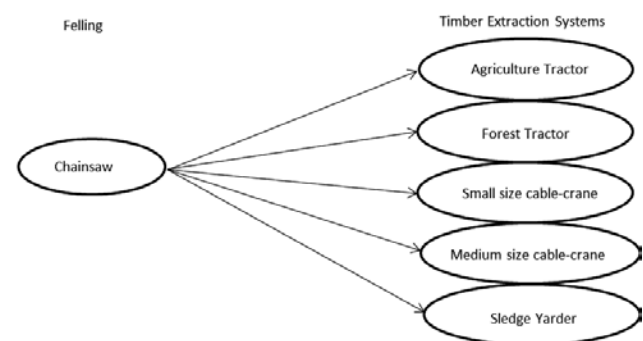 Felling
Timber Extraction Systems
Agriculture Tractor
Forest Tractor
Chainsaw
Small size cable-crane
Medium size cable-crane
Sledge Yarder